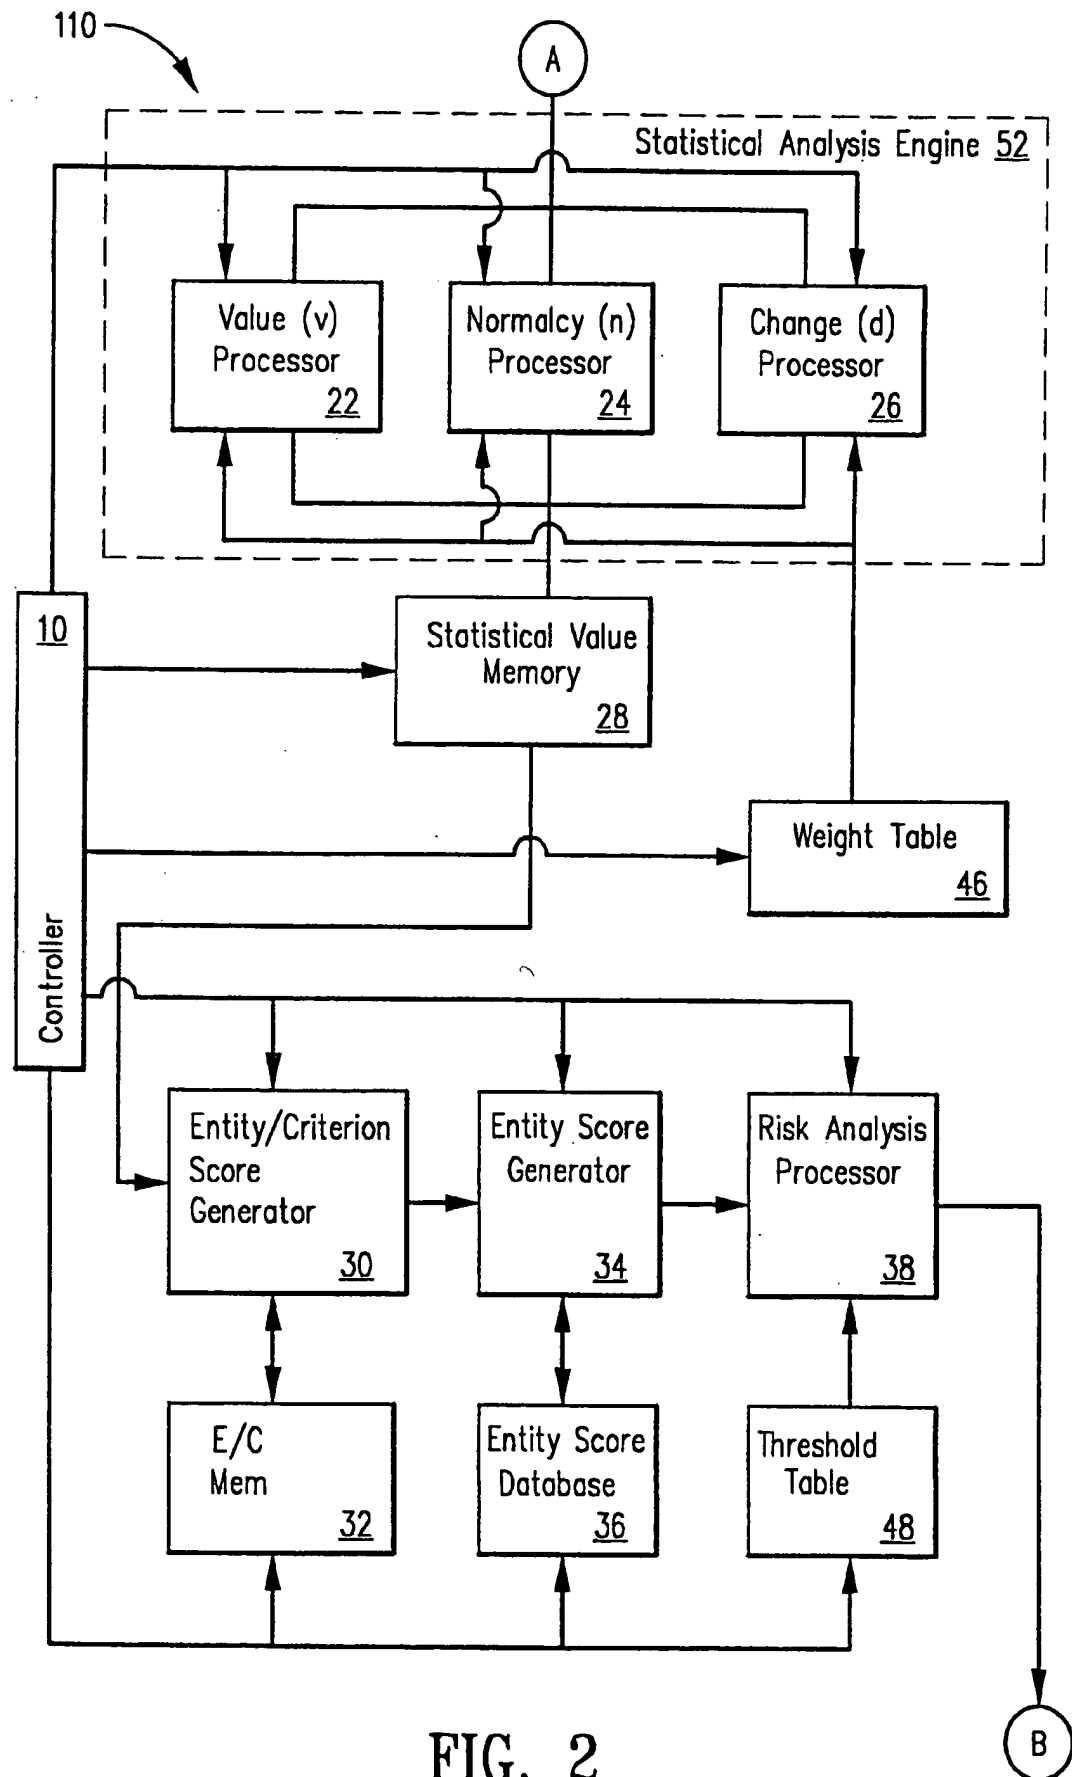 110
A
Statistical Analysis Engine 52
Value (v)
Processor
22
Normalcy (n)
Processor
24
Change (d)
Processor
26
10
Controller
Statistical Value
Memory
28
Weight Table
46
Entity/Criterion
Score
Generator
30
Entity Score
Generator
34
Risk Analysis
Processor
38
E/C
Mem
32
Entity Score
Database
36
Threshold
Table
48
B
FIG. 2